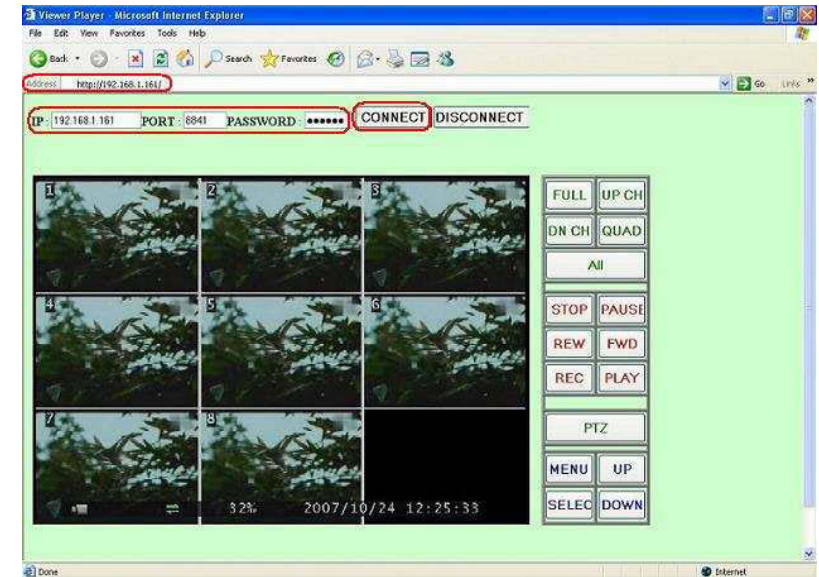 Viewer Player - Microsoft Internet Explorer
File Edit View Favorites Tools Help
Back Search Favorites
Address http://192.168.1.161/ Go Links »
IP: 192.168.1.161 PORT: 8841 PASSWORD: •••••• CONNECT DISCONNECT
1 2 3
4 5 6
7 8
32% 2007/10/24 12:25:33
FULL UP CH
DN CH QUAD
All
STOP PAUSE
REW FWD
REC PLAY
PTZ
MENU UP
SELEC DOWN
Done Internet